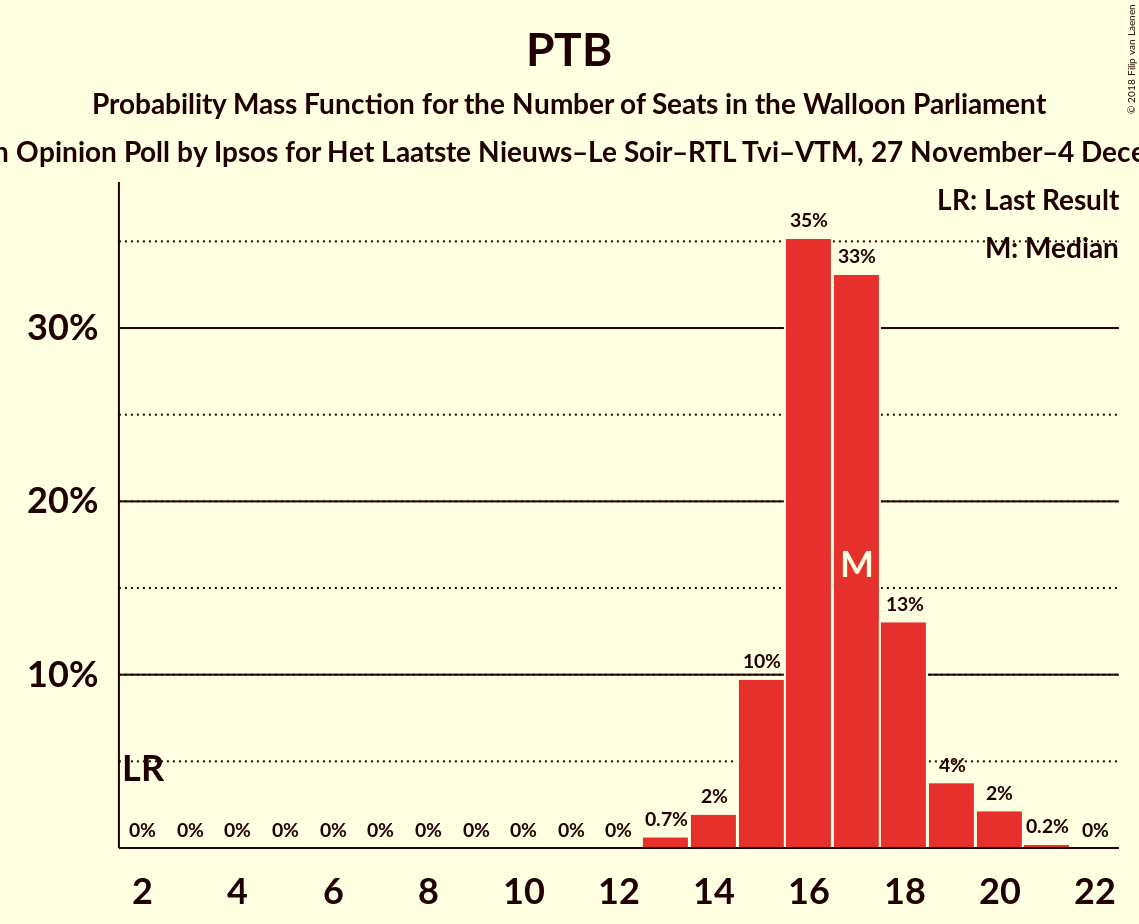 PTB
Probability Mass Function for the Number of Seats in the Walloon Parliament
n Opinion Poll by Ipsos for Het Laatste Nieuws–Le Soir–RTL Tvi–VTM, 27 November–4 Dece
© 2018 Filip van Laenen
LR: Last Result
M: Median
35%
33%
30%
20%
M
13%
10%
10%
LR
4%
2%
2%
0.7%
0.2%
0% 0% 0% 0% 0% 0% 0% 0% 0% 0% 0% 0%
2 4 6 8 10 12 14 16 18 20 22